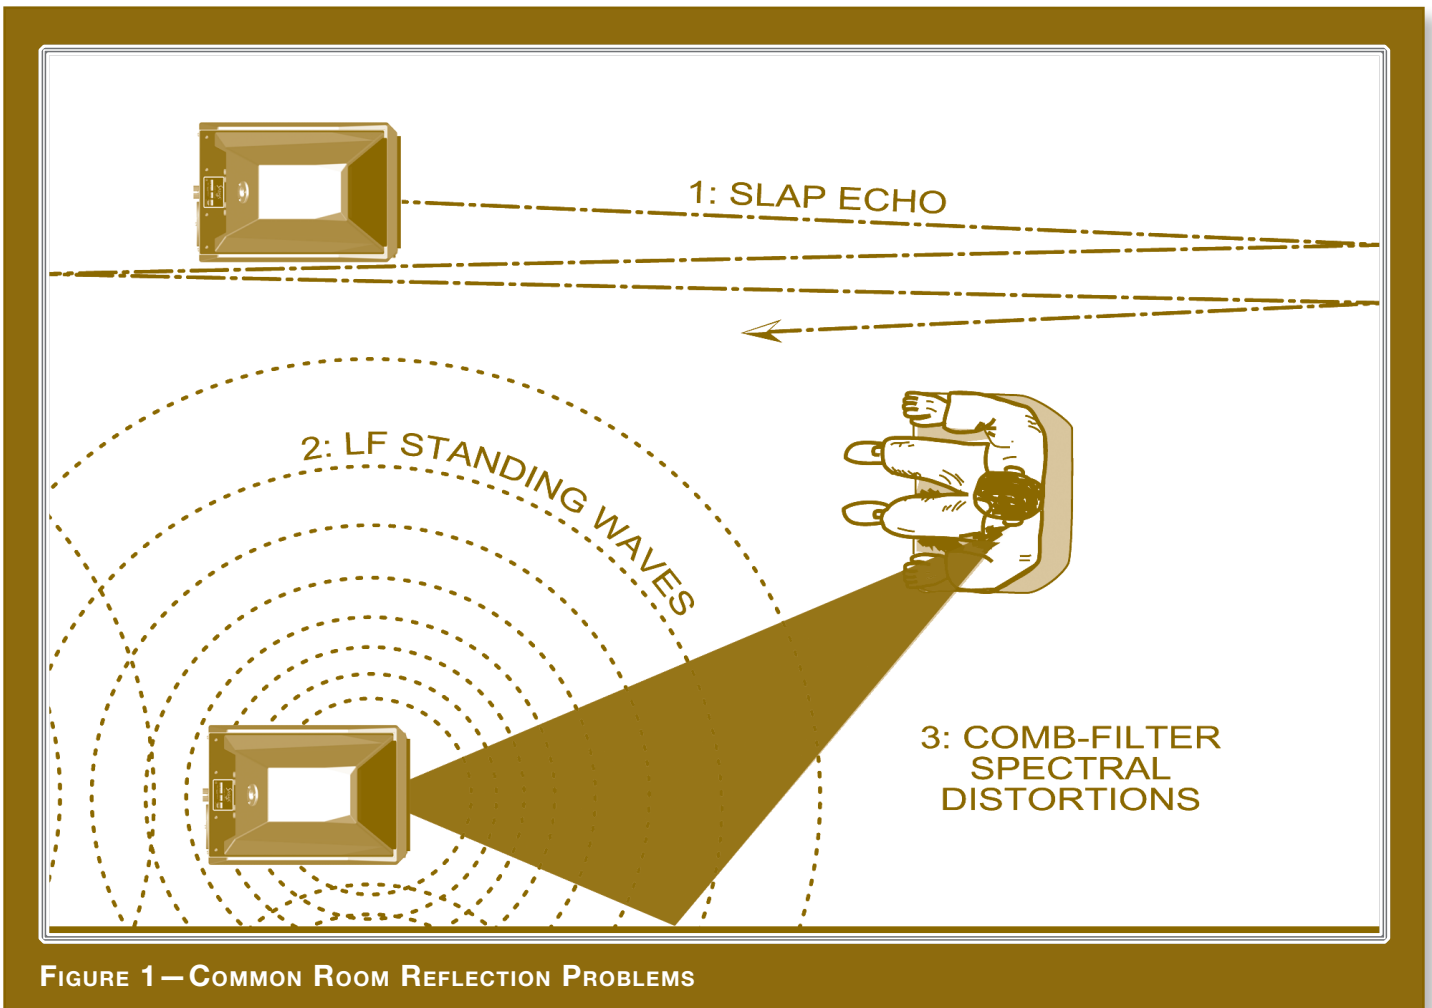 1: SLAP ECHO
2: LF STANDING WAVES
3: COMB-FILTER
SPECTRAL
DISTORTIONS
FIGURE 1—COMMON ROOM REFLECTION PROBLEMS